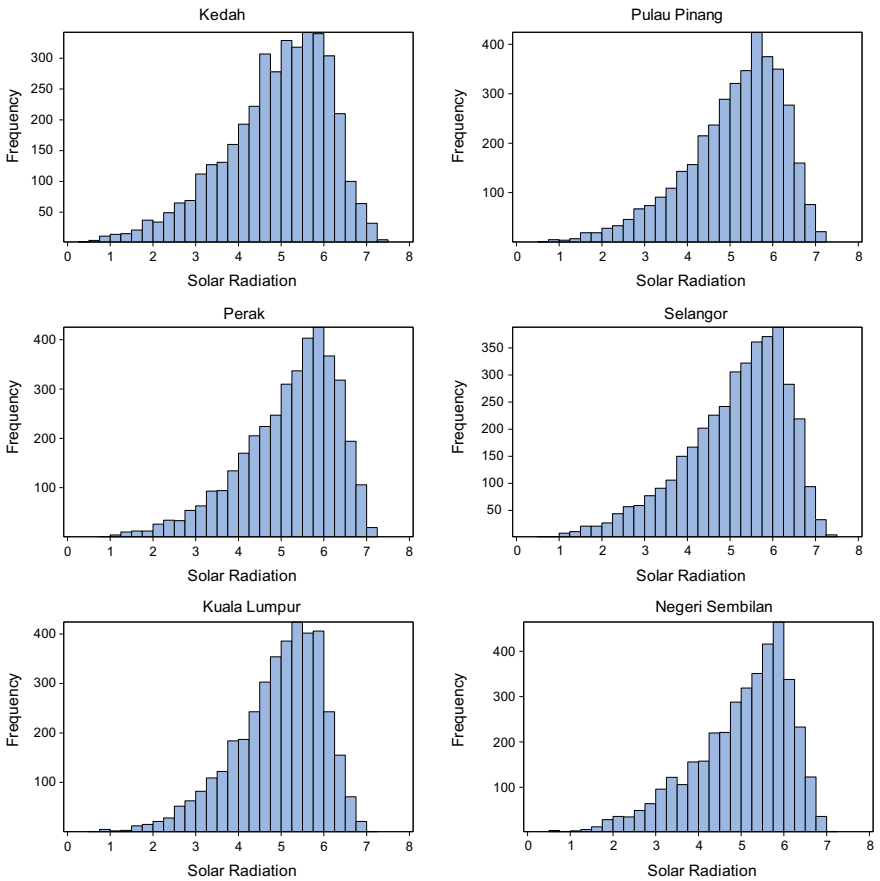 Kedah
300
250
200
150
100
50
Frequency
0 1 2 3 4 5 6 7 8
Solar Radiation
Pulau Pinang
400
300
200
100
Frequency
0 1 2 3 4 5 6 7 8
Solar Radiation
Perak
400
300
200
100
Frequency
0 1 2 3 4 5 6 7 8
Solar Radiation
Selangor
350
300
250
200
150
100
50
Frequency
0 1 2 3 4 5 6 7 8
Solar Radiation
Kuala Lumpur
400
300
200
100
Frequency
0 1 2 3 4 5 6 7 8
Solar Radiation
Negeri Sembilan
400
300
200
100
Frequency
0 1 2 3 4 5 6 7 8
Solar Radiation